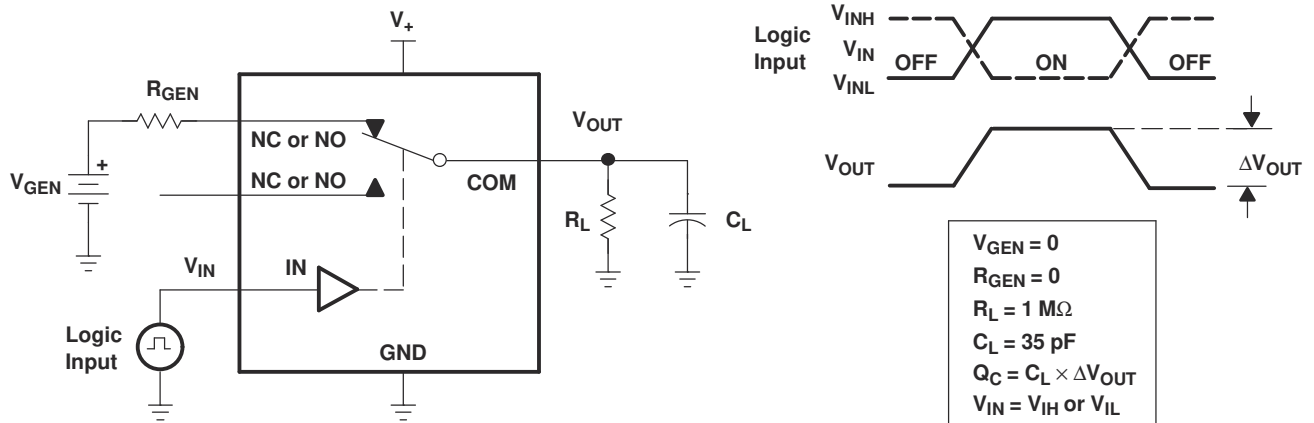 V+
RGEN
NC or NO
VOUT
NC or NO
COM
VGEN
+
RL
CL
VIN
IN
Logic
Input
GND
Logic
Input
VINH
VIN
VINL
OFF
ON
OFF
VOUT
ΔVOUT
VGEN = 0
RGEN = 0
RL = 1 MΩ
CL = 35 pF
QC = CL × ΔVOUT
VIN = VIH or VIL